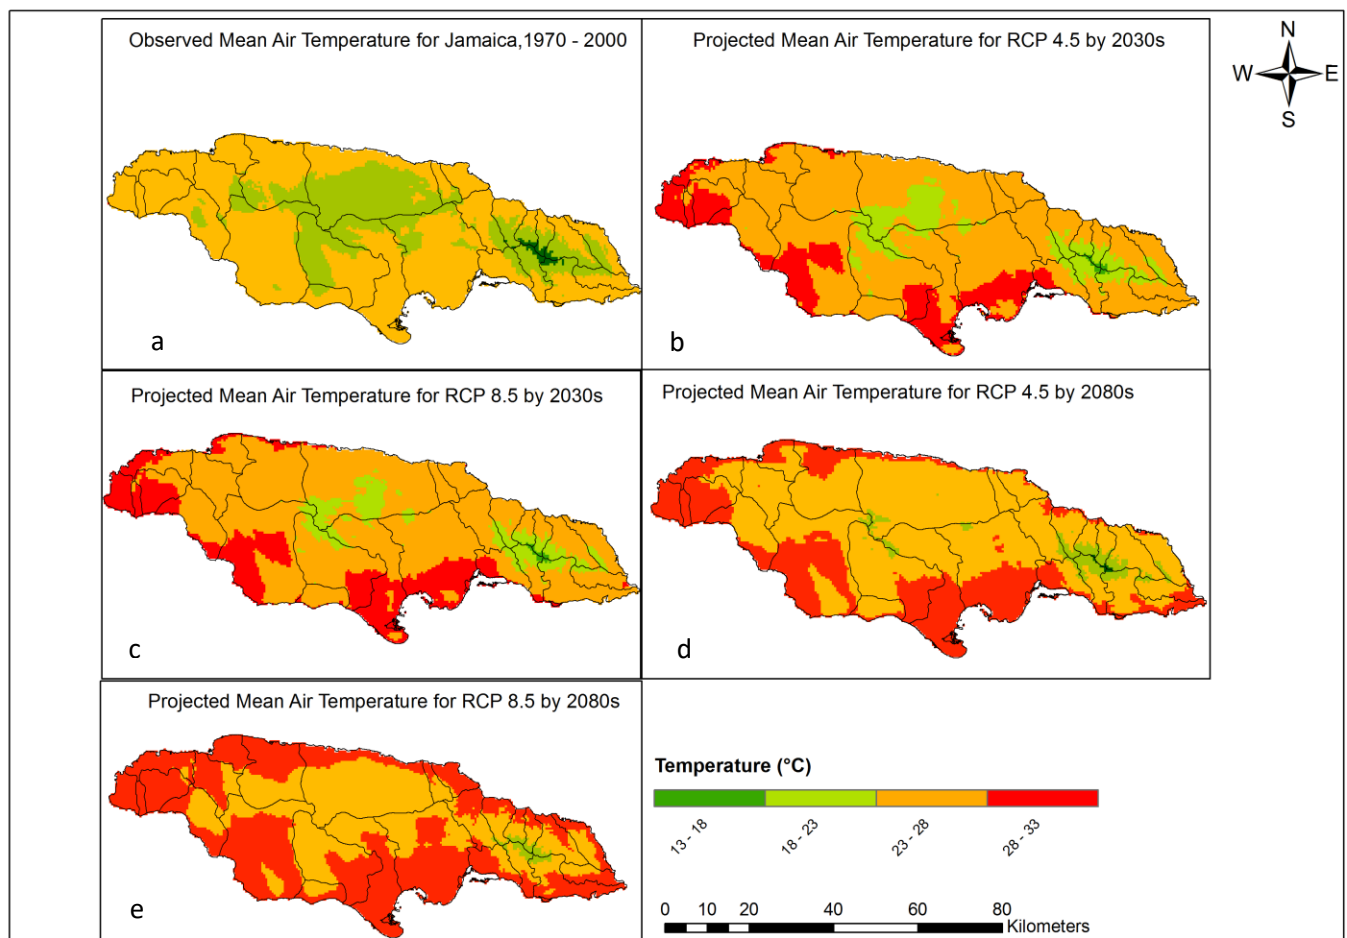 Observed Mean Air Temperature for Jamaica,1970 - 2000
Projected Mean Air Temperature for RCP 4.5 by 2030s
N
W E
S
a
b
Projected Mean Air Temperature for RCP 8.5 by 2030s
Projected Mean Air Temperature for RCP 4.5 by 2080s
c
d
Projected Mean Air Temperature for RCP 8.5 by 2080s
e
Temperature (°C)
13 - 18
18 - 23
23 - 28
28 - 33
0 10 20 40 60 80
Kilometers